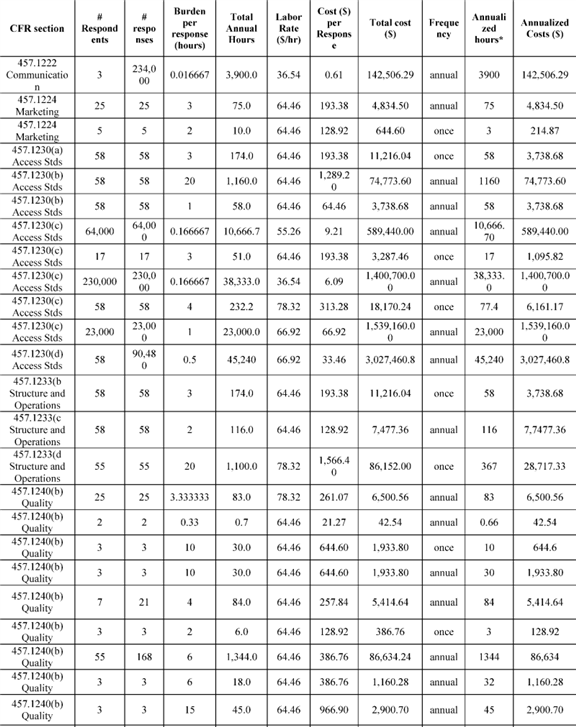 CFR section | # Respondents | # responses | Burden per response (hours) | Total Annual Hours | Labor Rate ($/hr) | Cost ($) per Response | Total cost ($) | Frequency | Annualized hours* | Annualized Costs ($)
457.1222 Communication | 3 | 234,000 | 0.016667 | 3,900.0 | 36.54 | 0.61 | 142,506.29 | annual | 3900 | 142,506.29
457.1224 Marketing | 25 | 25 | 3 | 75.0 | 64.46 | 193.38 | 4,834.50 | annual | 75 | 4,834.50
457.1224 Marketing | 5 | 5 | 2 | 10.0 | 64.46 | 128.92 | 644.60 | once | 3 | 214.87
457.1230(a) Access Stds | 58 | 58 | 3 | 174.0 | 64.46 | 193.38 | 11,216.04 | once | 58 | 3,738.68
457.1230(b) Access Stds | 58 | 58 | 20 | 1,160.0 | 64.46 | 1,289.20 | 74,773.60 | annual | 1160 | 74,773.60
457.1230(b) Access Stds | 58 | 58 | 1 | 58.0 | 64.46 | 64.46 | 3,738.68 | annual | 58 | 3,738.68
457.1230(c) Access Stds | 64,000 | 64,000 | 0.166667 | 10,666.7 | 55.26 | 9.21 | 589,440.00 | annual | 10,666.70 | 589,440.00
457.1230(c) Access Stds | 17 | 17 | 3 | 51.0 | 64.46 | 193.38 | 3,287.46 | once | 17 | 1,095.82
457.1230(c) Access Stds | 230,000 | 230,000 | 0.166667 | 38,333.0 | 36.54 | 6.09 | 1,400,700.00 | annual | 38,333.0 | 1,400,700.00
457.1230(c) Access Stds | 58 | 58 | 4 | 232.2 | 78.32 | 313.28 | 18,170.24 | once | 77.4 | 6,161.17
457.1230(c) Access Stds | 23,000 | 23,000 | 1 | 23,000.0 | 66.92 | 66.92 | 1,539,160.00 | annual | 23,000 | 1,539,160.00
457.1230(d) Access Stds | 58 | 90,480 | 0.5 | 45,240 | 66.92 | 33.46 | 3,027,460.8 | annual | 45,240 | 3,027,460.8
457.1233(b Structure and Operations | 58 | 58 | 3 | 174.0 | 64.46 | 193.38 | 11,216.04 | once | 58 | 3,738.68
457.1233(c Structure and Operations | 58 | 58 | 2 | 116.0 | 64.46 | 128.92 | 7,477.36 | annual | 116 | 7,7477.36
457.1233(d Structure and Operations | 55 | 55 | 20 | 1,100.0 | 78.32 | 1,566.40 | 86,152.00 | once | 367 | 28,717.33
457.1240(b) Quality | 25 | 25 | 3.333333 | 83.0 | 78.32 | 261.07 | 6,500.56 | annual | 83 | 6,500.56
457.1240(b) Quality | 2 | 2 | 0.33 | 0.7 | 64.46 | 21.27 | 42.54 | annual | 0.66 | 42.54
457.1240(b) Quality | 3 | 3 | 10 | 30.0 | 64.46 | 644.60 | 1,933.80 | once | 10 | 644.6
457.1240(b) Quality | 3 | 3 | 10 | 30.0 | 64.46 | 644.60 | 1,933.80 | annual | 30 | 1,933.80
457.1240(b) Quality | 7 | 21 | 4 | 84.0 | 64.46 | 257.84 | 5,414.64 | annual | 84 | 5,414.64
457.1240(b) Quality | 3 | 3 | 2 | 6.0 | 64.46 | 128.92 | 386.76 | once | 3 | 128.92
457.1240(b) Quality | 55 | 168 | 6 | 1,344.0 | 64.46 | 386.76 | 86,634.24 | annual | 1344 | 86,634
457.1240(b) Quality | 3 | 3 | 6 | 18.0 | 64.46 | 386.76 | 1,160.28 | annual | 32 | 1,160.28
457.1240(b) Quality | 3 | 3 | 15 | 45.0 | 64.46 | 966.90 | 2,900.70 | annual | 45 | 2,900.70